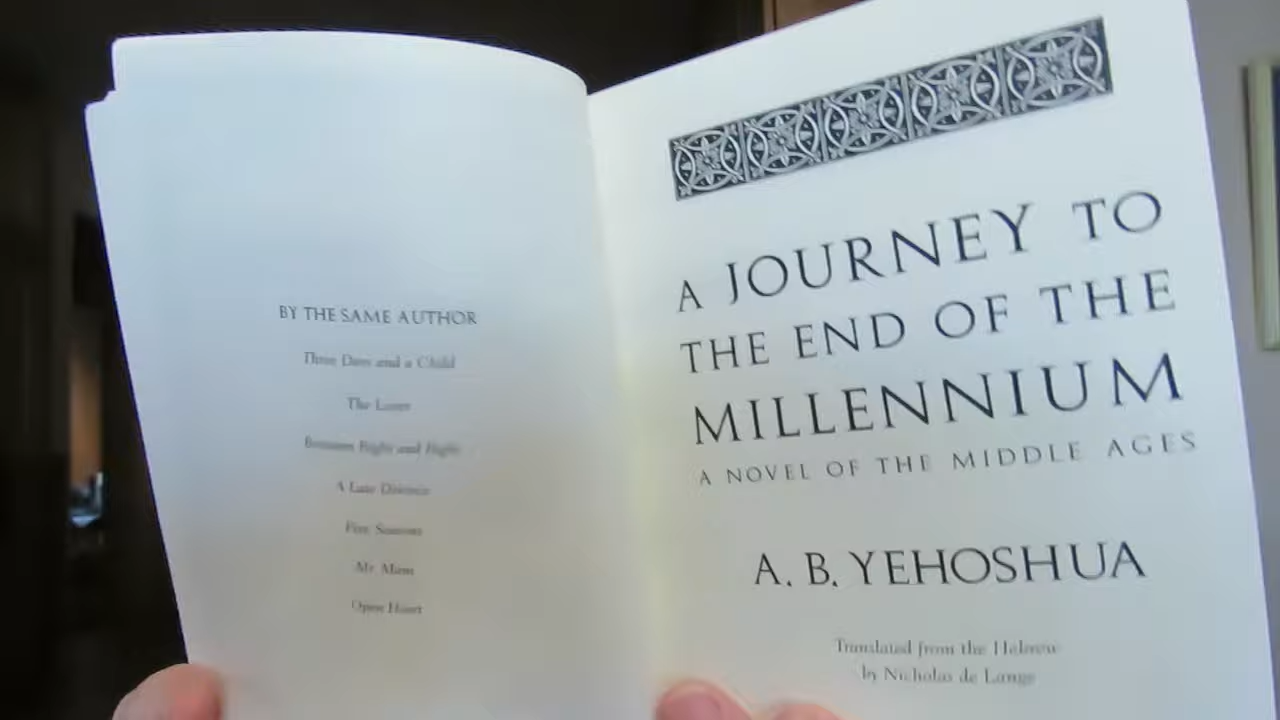 BY THE SAME AUTHOR
Three Days and a Child
The Lover
Between Right and Right
A Late Divorce
Five Seasons
Mr Mani
Open Heart
A JOURNEY TO
THE END OF THE
MILLENNIUM
A NOVEL OF THE MIDDLE AGES
A. B. YEHOSHUA
Translated from the Hebrew
by Nicholas de Lange